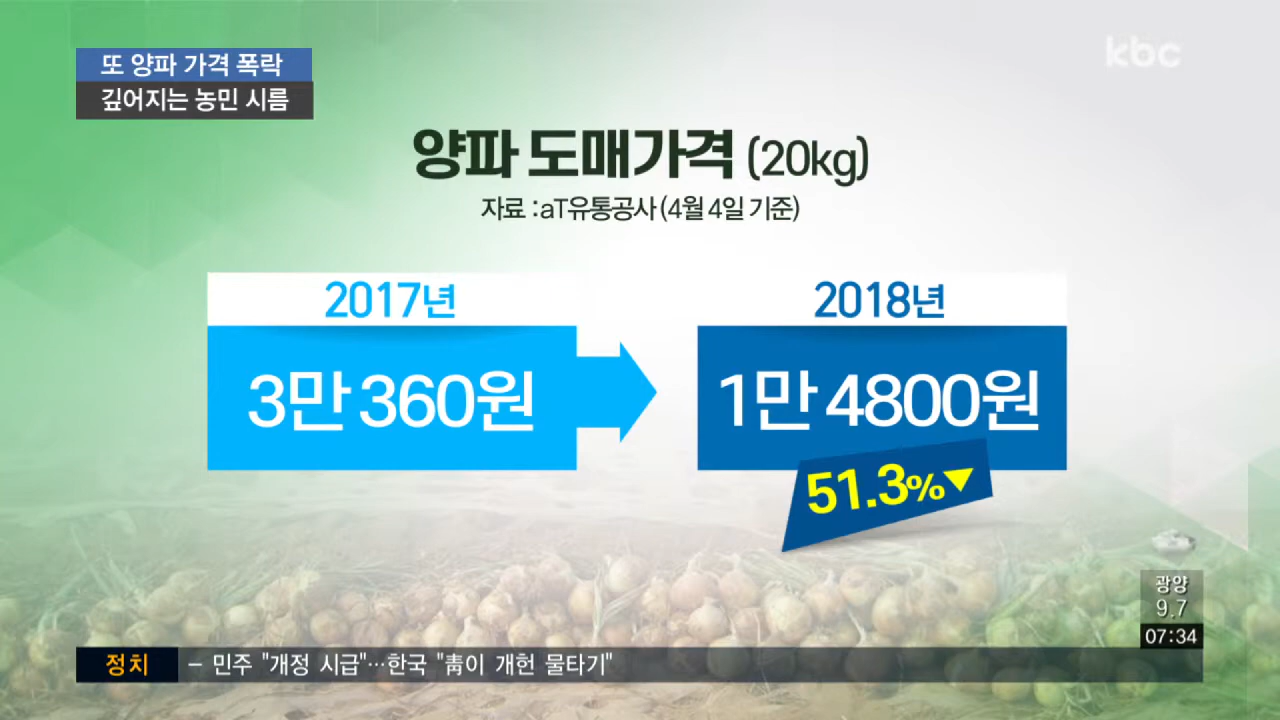 또 양파 가격 폭락
깊어지는 농민 시름
kbc
양파 도매가격 (20kg)
자료 : aT유통공사 (4월 4일 기준)
2017년
3만 360원
2018년
1만 4800원
51.3%▼
광양
9.7
07:34
정치
– 민주 "개정 시급"…한국 "靑이 개헌 물타기"